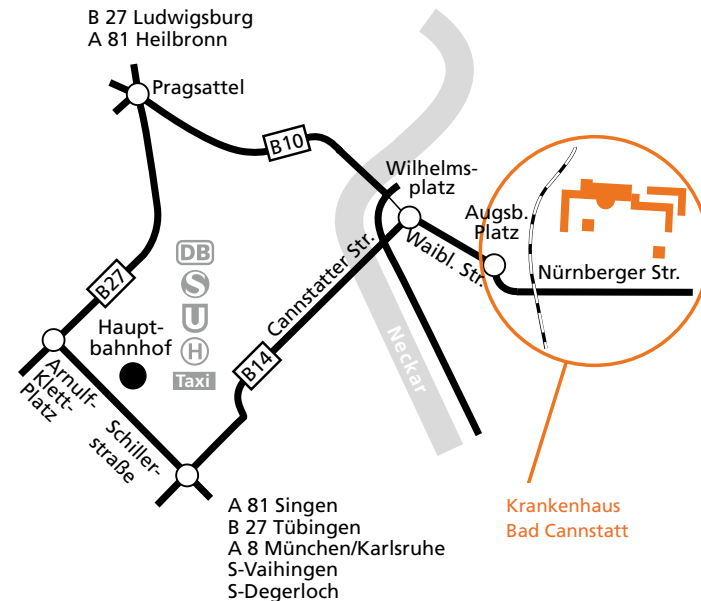 B 27 Ludwigsburg
A 81 Heilbronn
Pragsattel
B10
Wilhelms-
platz
Augsb.
Platz
Waibl. Str.
Nürnberger Str.
Cannstatter Str.
Neckar
B27
DB
S
U
H
Taxi
Haupt-
bahnhof
B14
Arnulf-
Klett-
Platz
Schiller-
straße
A 81 Singen
B 27 Tübingen
A 8 München/Karlsruhe
S-Vaihingen
S-Degerloch
Krankenhaus
Bad Cannstatt